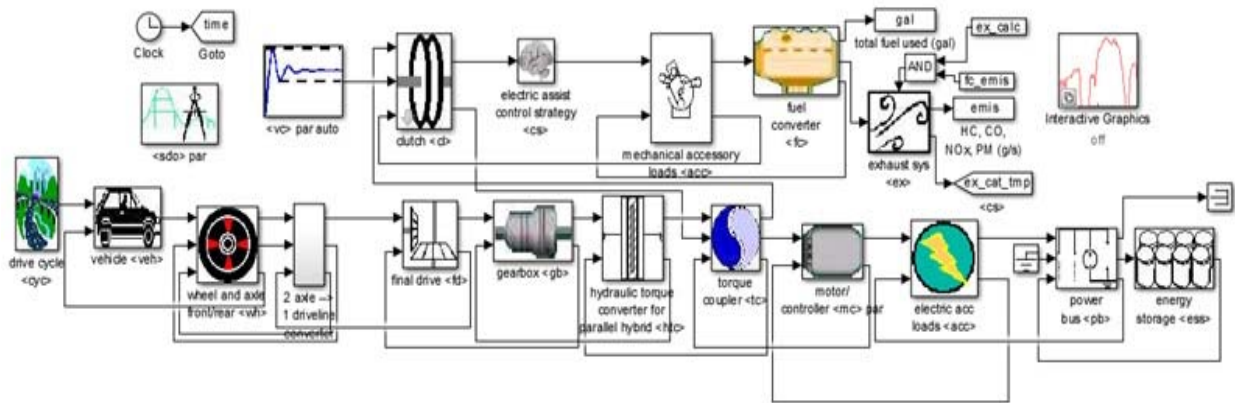 Clock
time
Goto
<sdo> par
<vc> par auto
clutch <cl>
electric assist
control strategy
<cs>
mechanical accessory
loads <acc>
fuel
converter
<fc>
gal
total fuel used (gal)
ex_calc
AND
fc_emis
emis
HC, CO,
NOx, PM (g/s)
exhaust sys
<ex>
ex_cat_tmp
<cs>
Interactive Graphics
off
drive cycle
<cyc>
vehicle <veh>
wheel and axle
front/rear <wh>
2 axle -->
1 driveline
converter
final drive <fd>
gearbox <gb>
hydraulic torque
converter for
parallel hybrid <htc>
torque
coupler <tc>
motor/
controller <mc> par
electric acc
loads <acc>
power
bus <pb>
energy
storage <ess>